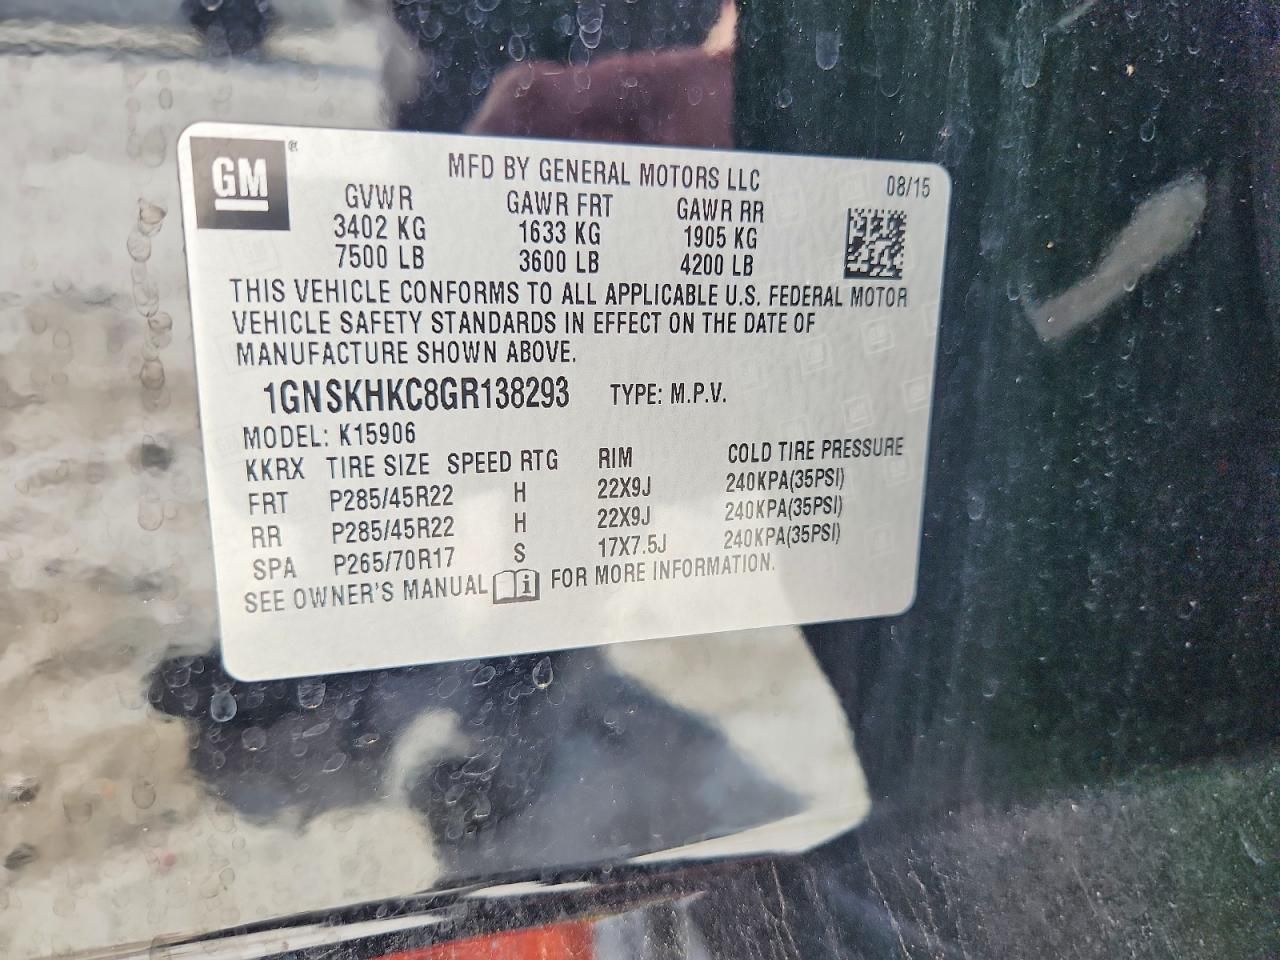 GM ®
MFD BY GENERAL MOTORS LLC 08/15
GVWR GAWR FRT GAWR RR
3402 KG 1633 KG 1905 KG
7500 LB 3600 LB 4200 LB
THIS VEHICLE CONFORMS TO ALL APPLICABLE U.S. FEDERAL MOTOR
VEHICLE SAFETY STANDARDS IN EFFECT ON THE DATE OF
MANUFACTURE SHOWN ABOVE.
1GNSKHKC8GR138293 TYPE: M.P.V.
MODEL: K15906
KKRX TIRE SIZE SPEED RTG RIM COLD TIRE PRESSURE
FRT P285/45R22 H 22X9J 240KPA(35PSI)
RR P285/45R22 H 22X9J 240KPA(35PSI)
SPA P265/70R17 S 17X7.5J 240KPA(35PSI)
SEE OWNER'S MANUAL i FOR MORE INFORMATION.